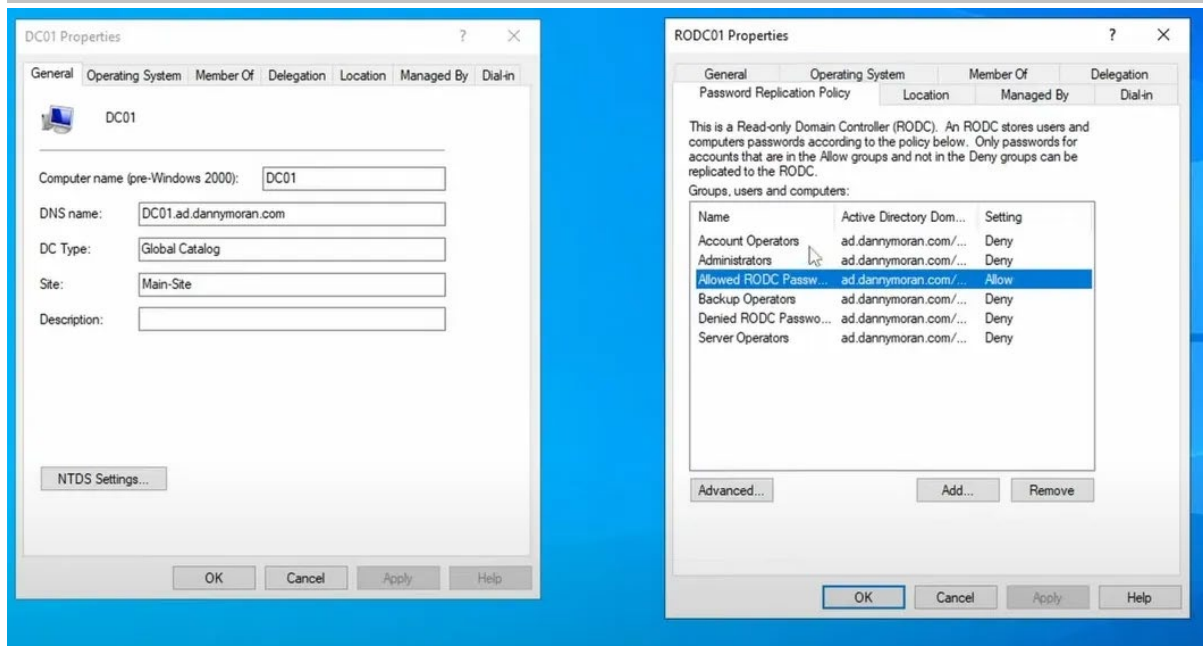 DC01 Properties
General Operating System Member Of Delegation Location Managed By Dial-in
DC01
Computer name (pre-Windows 2000): DC01
DNS name: DC01.ad.dannymoran.com
DC Type: Global Catalog
Site: Main-Site
Description:
NTDS Settings...
OK Cancel Apply Help
RODC01 Properties
General Operating System Member Of Delegation
Password Replication Policy Location Managed By Dial-in
This is a Read-only Domain Controller (RODC). An RODC stores users and
computers passwords according to the policy below. Only passwords for
accounts that are in the Allow groups and not in the Deny groups can be
replicated to the RODC.
Groups, users and computers:
Name Active Directory Dom... Setting
Account Operators ad.dannymoran.com/... Deny
Administrators ad.dannymoran.com/... Deny
Allowed RODC Passw... ad.dannymoran.com/... Allow
Backup Operators ad.dannymoran.com/... Deny
Denied RODC Passwo... ad.dannymoran.com/... Deny
Server Operators ad.dannymoran.com/... Deny
Advanced... Add... Remove
OK Cancel Apply Help